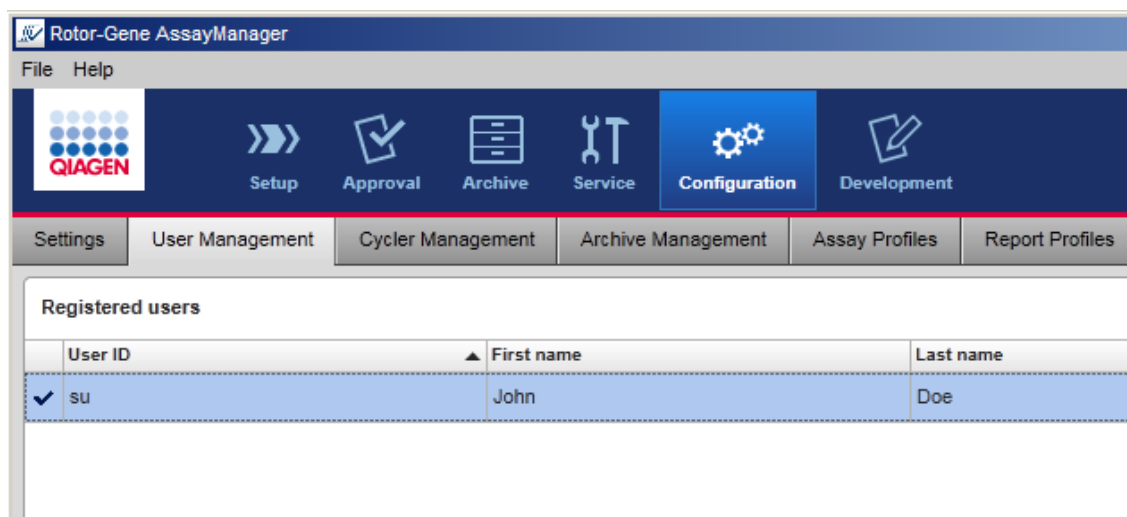 Rotor-Gene AssayManager
File Help
QIAGEN
Setup Approval Archive Service Configuration Development
Settings User Management Cycler Management Archive Management Assay Profiles Report Profiles
Registered users
User ID First name Last name
su John Doe